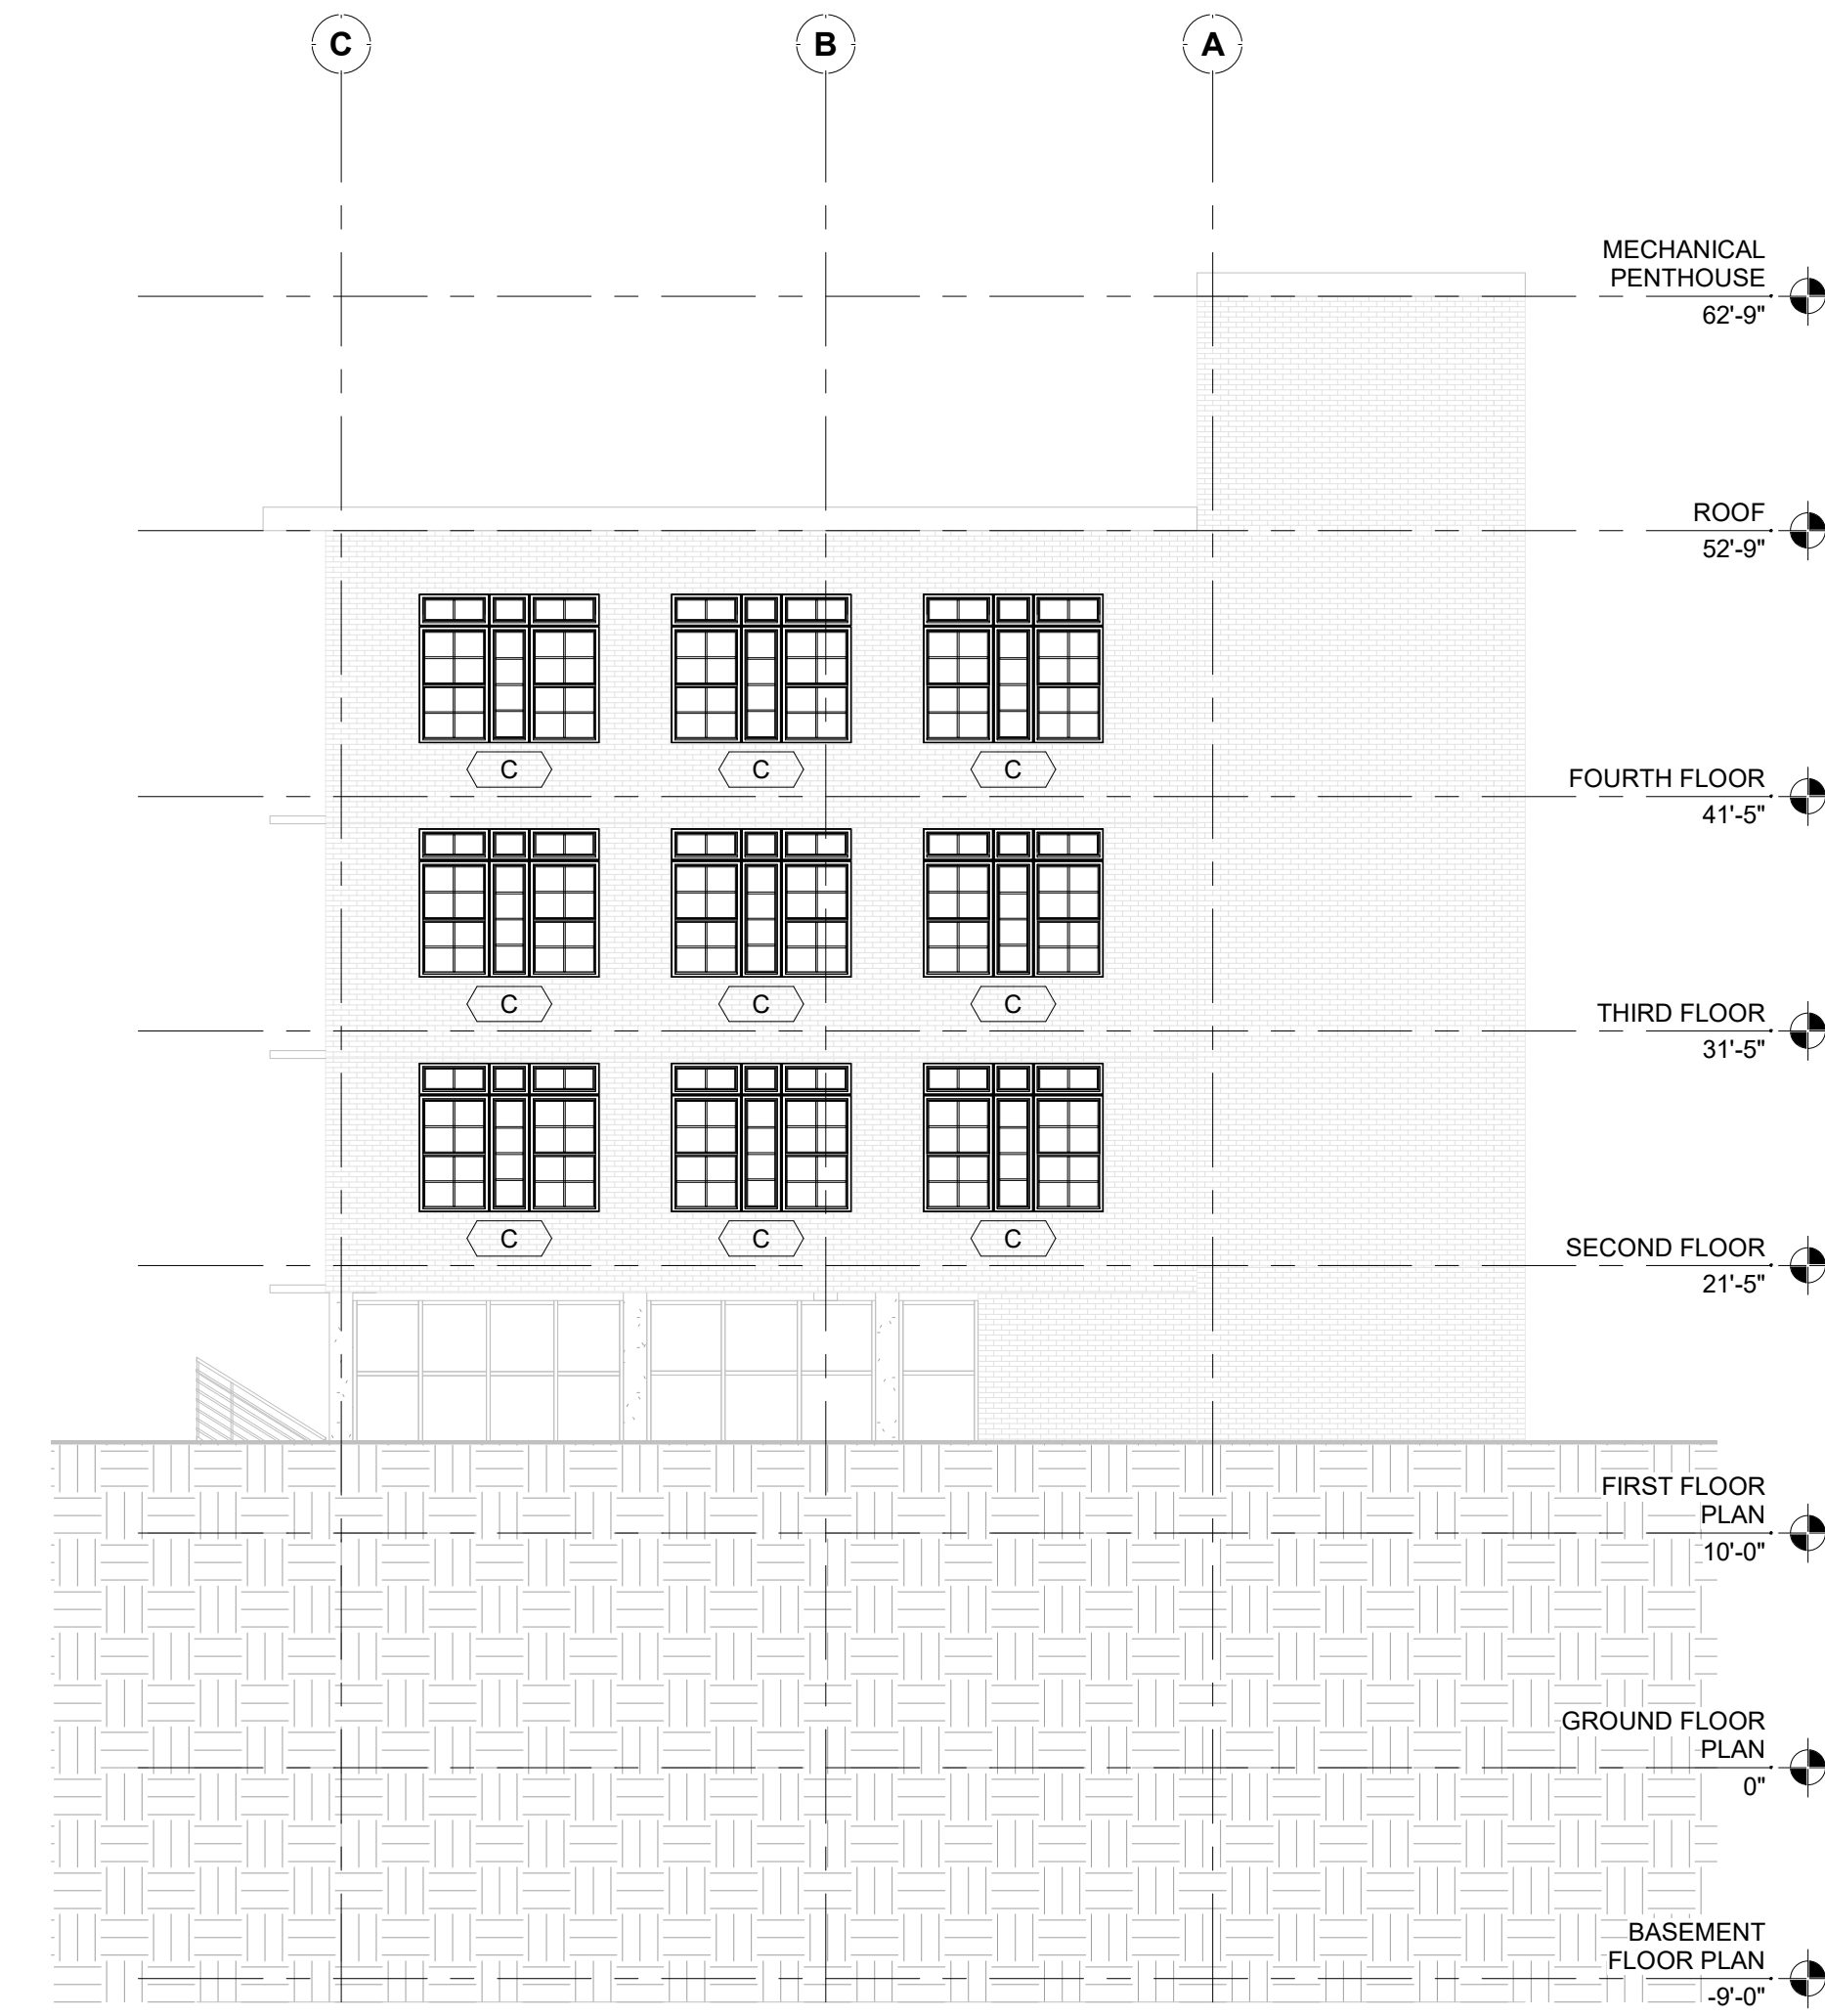 C B A
MECHANICAL
PENTHOUSE
62'-9"
ROOF
52'-9"
C C C
FOURTH FLOOR
41'-5"
C C C
THIRD FLOOR
31'-5"
C C C
SECOND FLOOR
21'-5"
FIRST FLOOR
PLAN
10'-0"
GROUND FLOOR
PLAN
0"
BASEMENT
FLOOR PLAN
-9'-0"